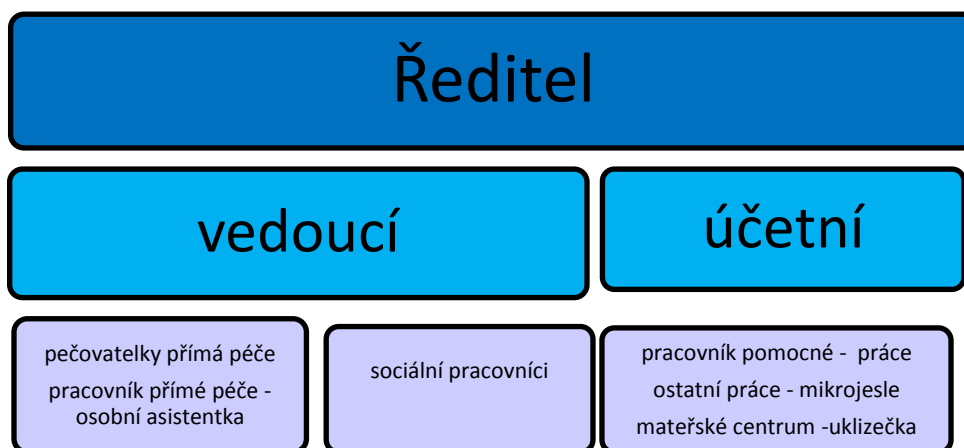 Ředitel
vedoucí
účetní
pečovatelky přímá péče
pracovník přímé péče -
osobní asistentka
sociální pracovníci
pracovník pomocné - práce
ostatní práce - mikrojesle
mateřské centrum -uklizečka